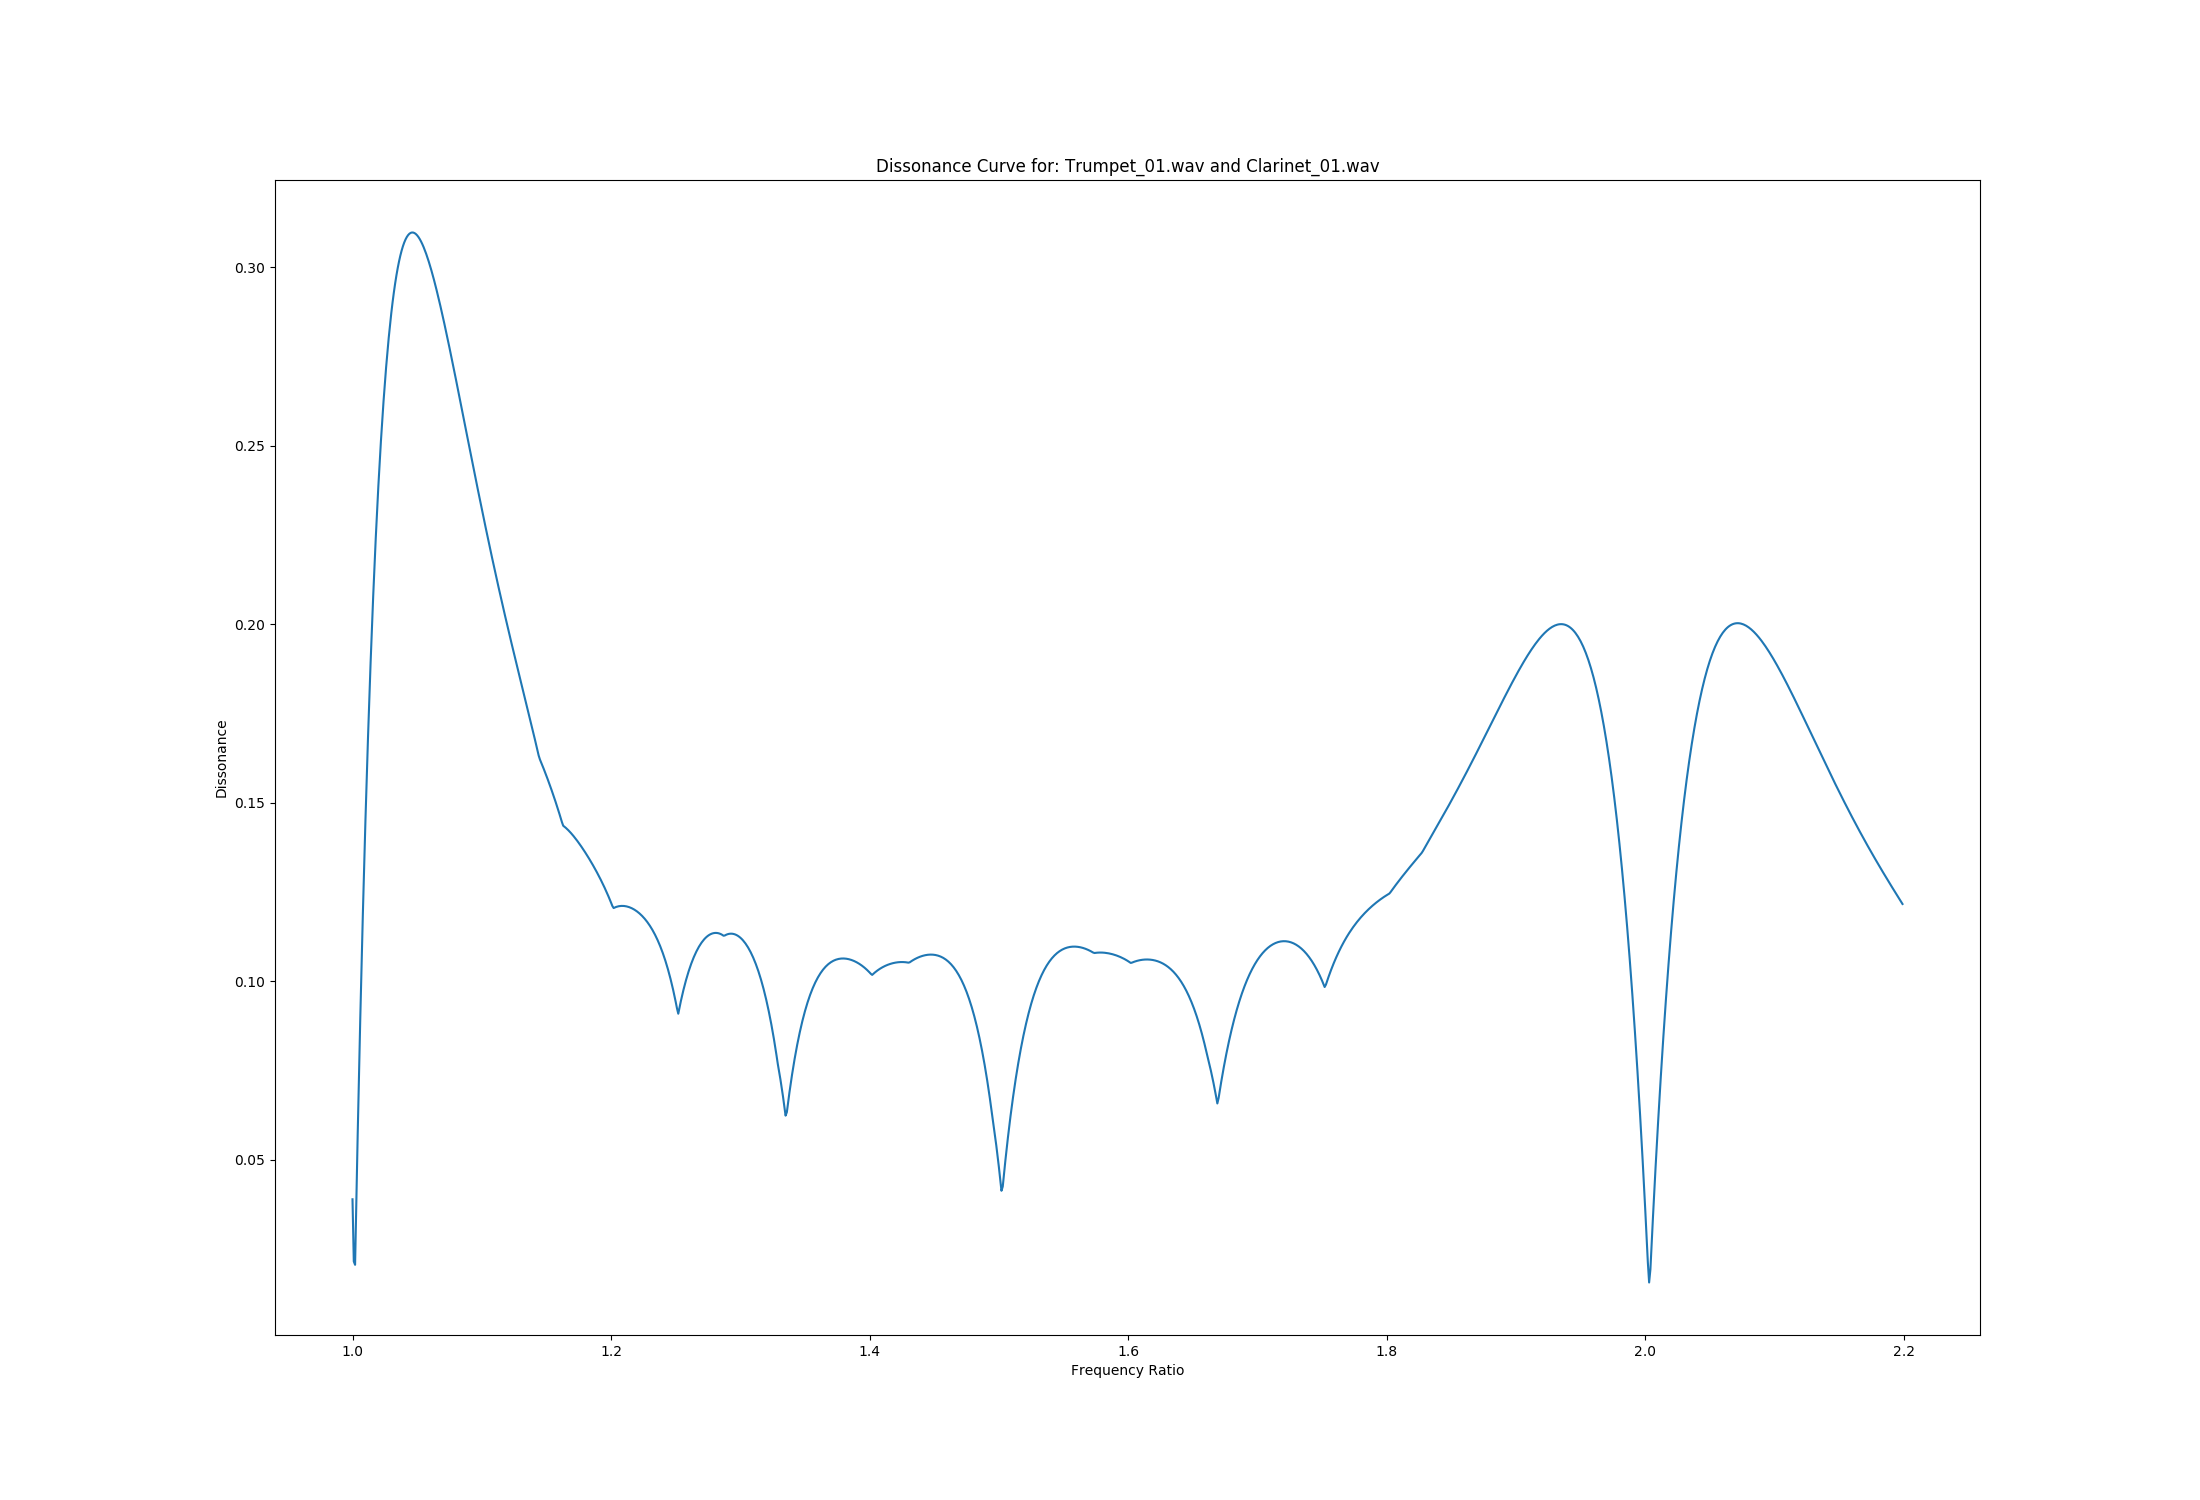 Dissonance Curve for: Trumpet_01.wav and Clarinet_01.wav
0.30
0.25
0.20
0.15
0.10
0.05
Dissonance
1.0 1.2 1.4 1.6 1.8 2.0 2.2
Frequency Ratio